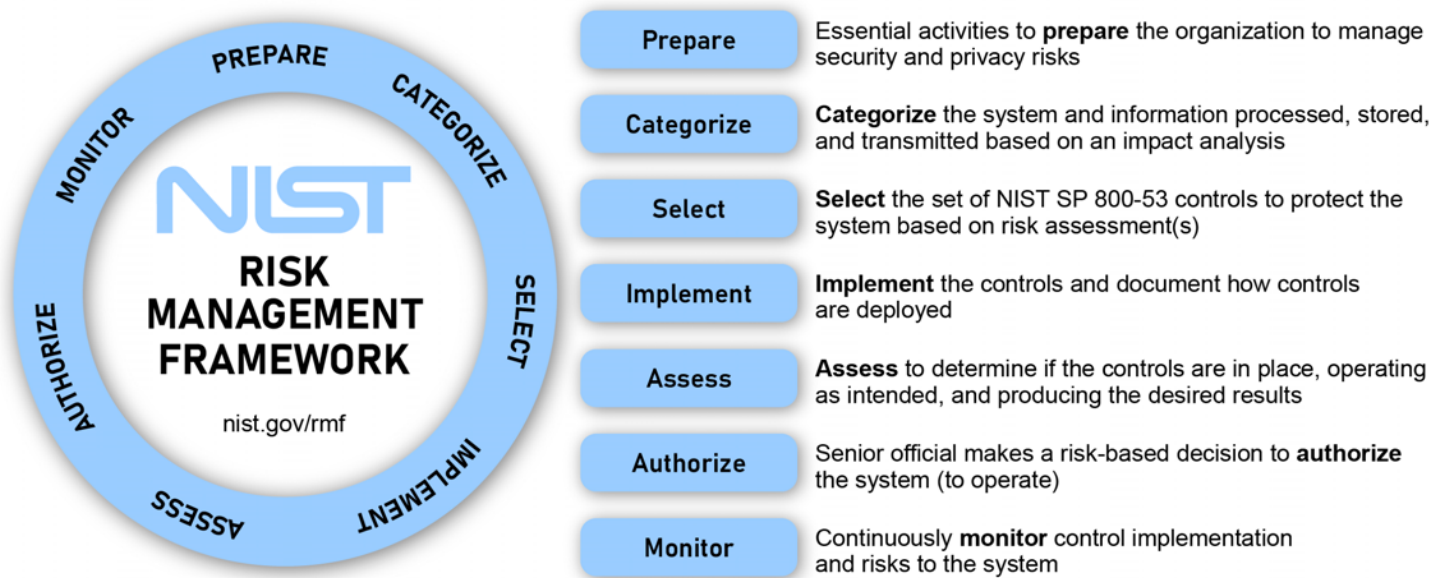 PREPARE
CATEGORIZE
SELECT
IMPLEMENT
ASSESS
AUTHORIZE
MONITOR
NIST
RISK
MANAGEMENT
FRAMEWORK
nist.gov/rmf
Prepare
Essential activities to prepare the organization to manage
security and privacy risks
Categorize
Categorize the system and information processed, stored,
and transmitted based on an impact analysis
Select
Select the set of NIST SP 800-53 controls to protect the
system based on risk assessment(s)
Implement
Implement the controls and document how controls
are deployed
Assess
Assess to determine if the controls are in place, operating
as intended, and producing the desired results
Authorize
Senior official makes a risk-based decision to authorize
the system (to operate)
Monitor
Continuously monitor control implementation
and risks to the system